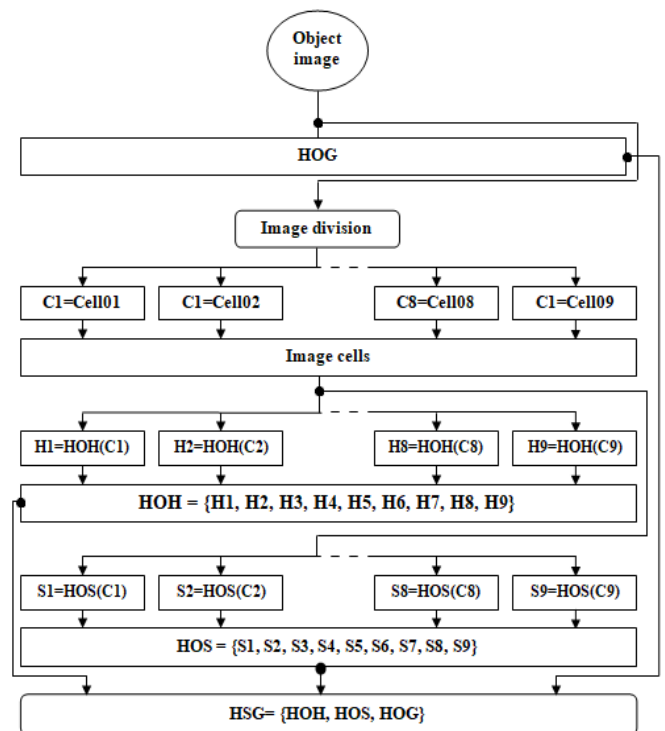 Object
image
HOG
Image division
C1=Cell01 C1=Cell02 C8=Cell08 C1=Cell09
Image cells
H1=HOH(C1) H2=HOH(C2) H8=HOH(C8) H9=HOH(C9)
HOH = {H1, H2, H3, H4, H5, H6, H7, H8, H9}
S1=HOS(C1) S2=HOS(C2) S8=HOS(C8) S9=HOS(C9)
HOS = {S1, S2, S3, S4, S5, S6, S7, S8, S9}
HSG= {HOH, HOS, HOG}